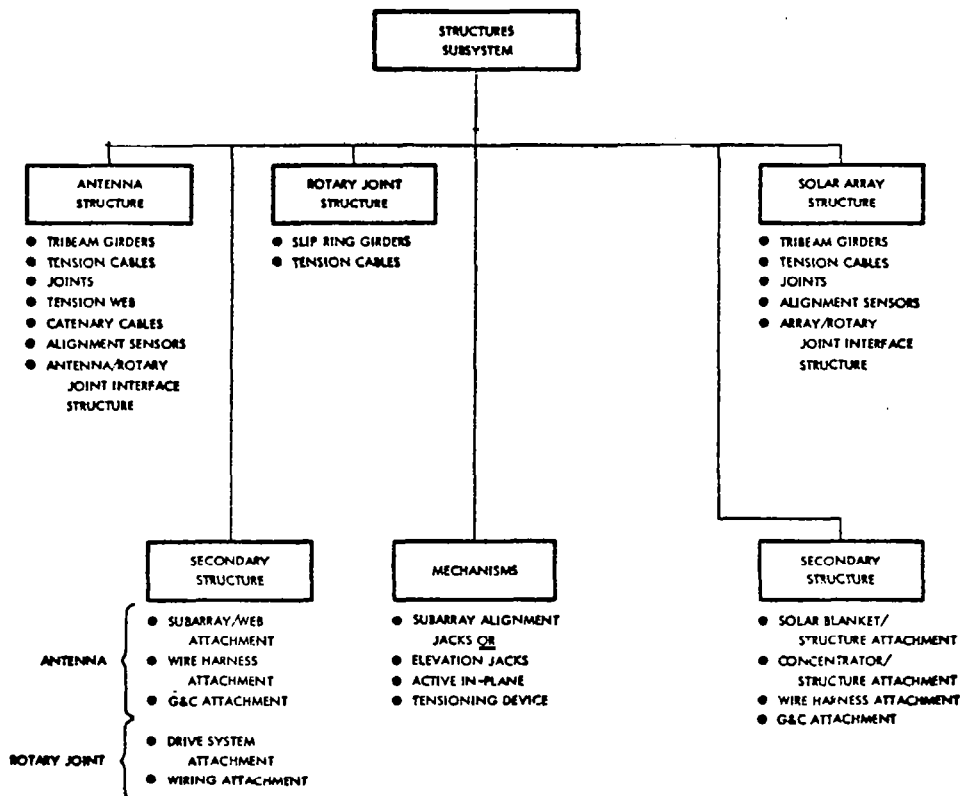 STRUCTURES
SUBSYSTEM
ANTENNA
STRUCTURE
● TRIBEAM GIRDERS
● TENSION CABLES
● JOINTS
● TENSION WEB
● CATENARY CABLES
● ALIGNMENT SENSORS
● ANTENNA/ROTARY
JOINT INTERFACE
STRUCTURE
ROTARY JOINT
STRUCTURE
● SLIP RING GIRDERS
● TENSION CABLES
SOLAR ARRAY
STRUCTURE
● TRIBEAM GIRDERS
● TENSION CABLES
● JOINTS
● ALIGNMENT SENSORS
● ARRAY/ROTARY
JOINT INTERFACE
STRUCTURE
SECONDARY
STRUCTURE
ANTENNA
● SUBARRAY/WEB
ATTACHMENT
● WIRE HARNESS
ATTACHMENT
● G&C ATTACHMENT
ROTARY JOINT
● DRIVE SYSTEM
ATTACHMENT
● WIRING ATTACHMENT
MECHANISMS
● SUBARRAY ALIGNMENT
JACKS OR
● ELEVATION JACKS
● ACTIVE IN-PLANE
● TENSIONING DEVICE
SECONDARY
STRUCTURE
● SOLAR BLANKET/
STRUCTURE ATTACHMENT
● CONCENTRATOR/
STRUCTURE ATTACHMENT
● WIRE HARNESS ATTACHMENT
● G&C ATTACHMENT